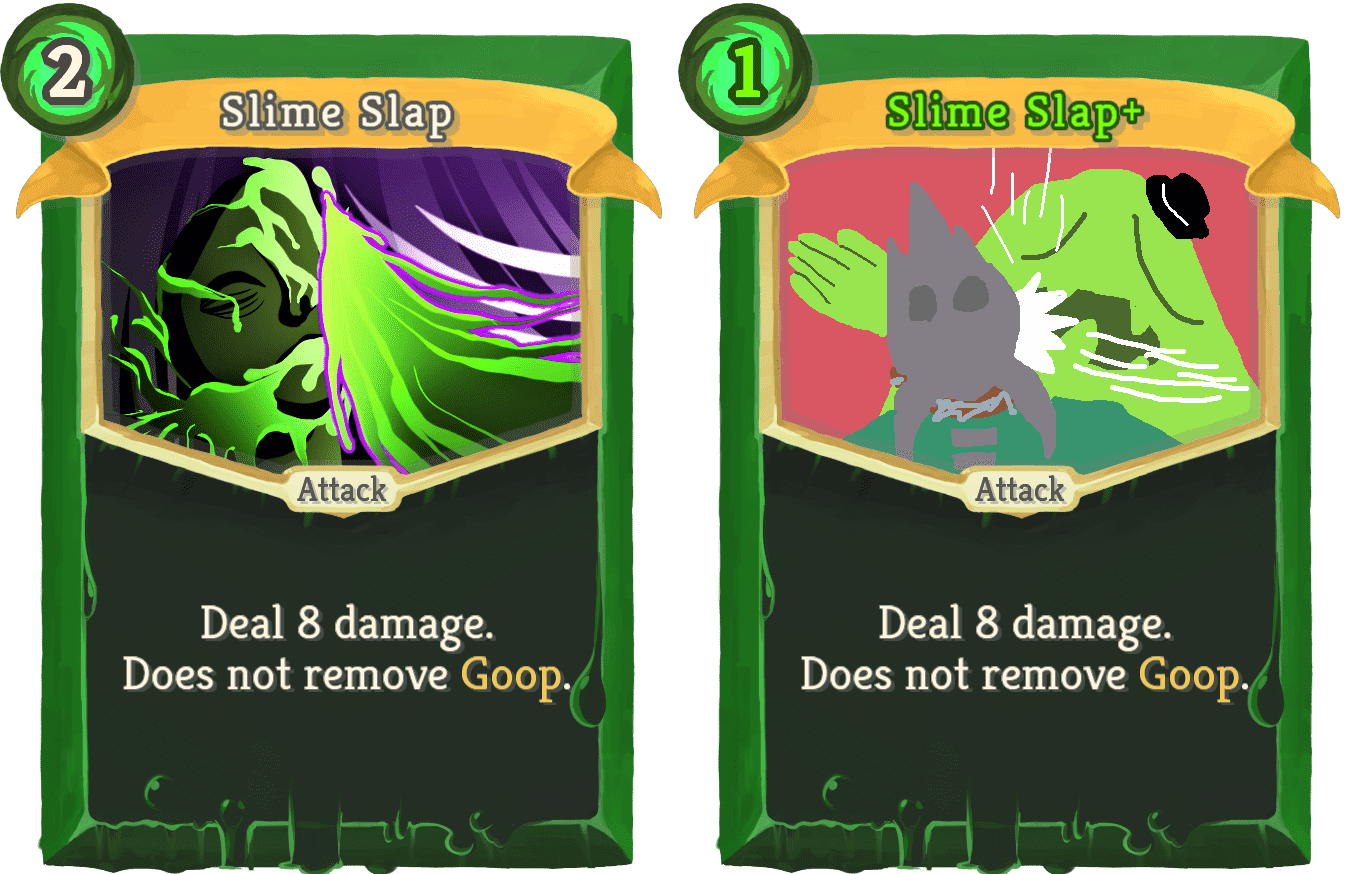 2
Slime Slap
Attack
Deal 8 damage.
Does not remove Goop.
1
Slime Slap+
Attack
Deal 8 damage.
Does not remove Goop.